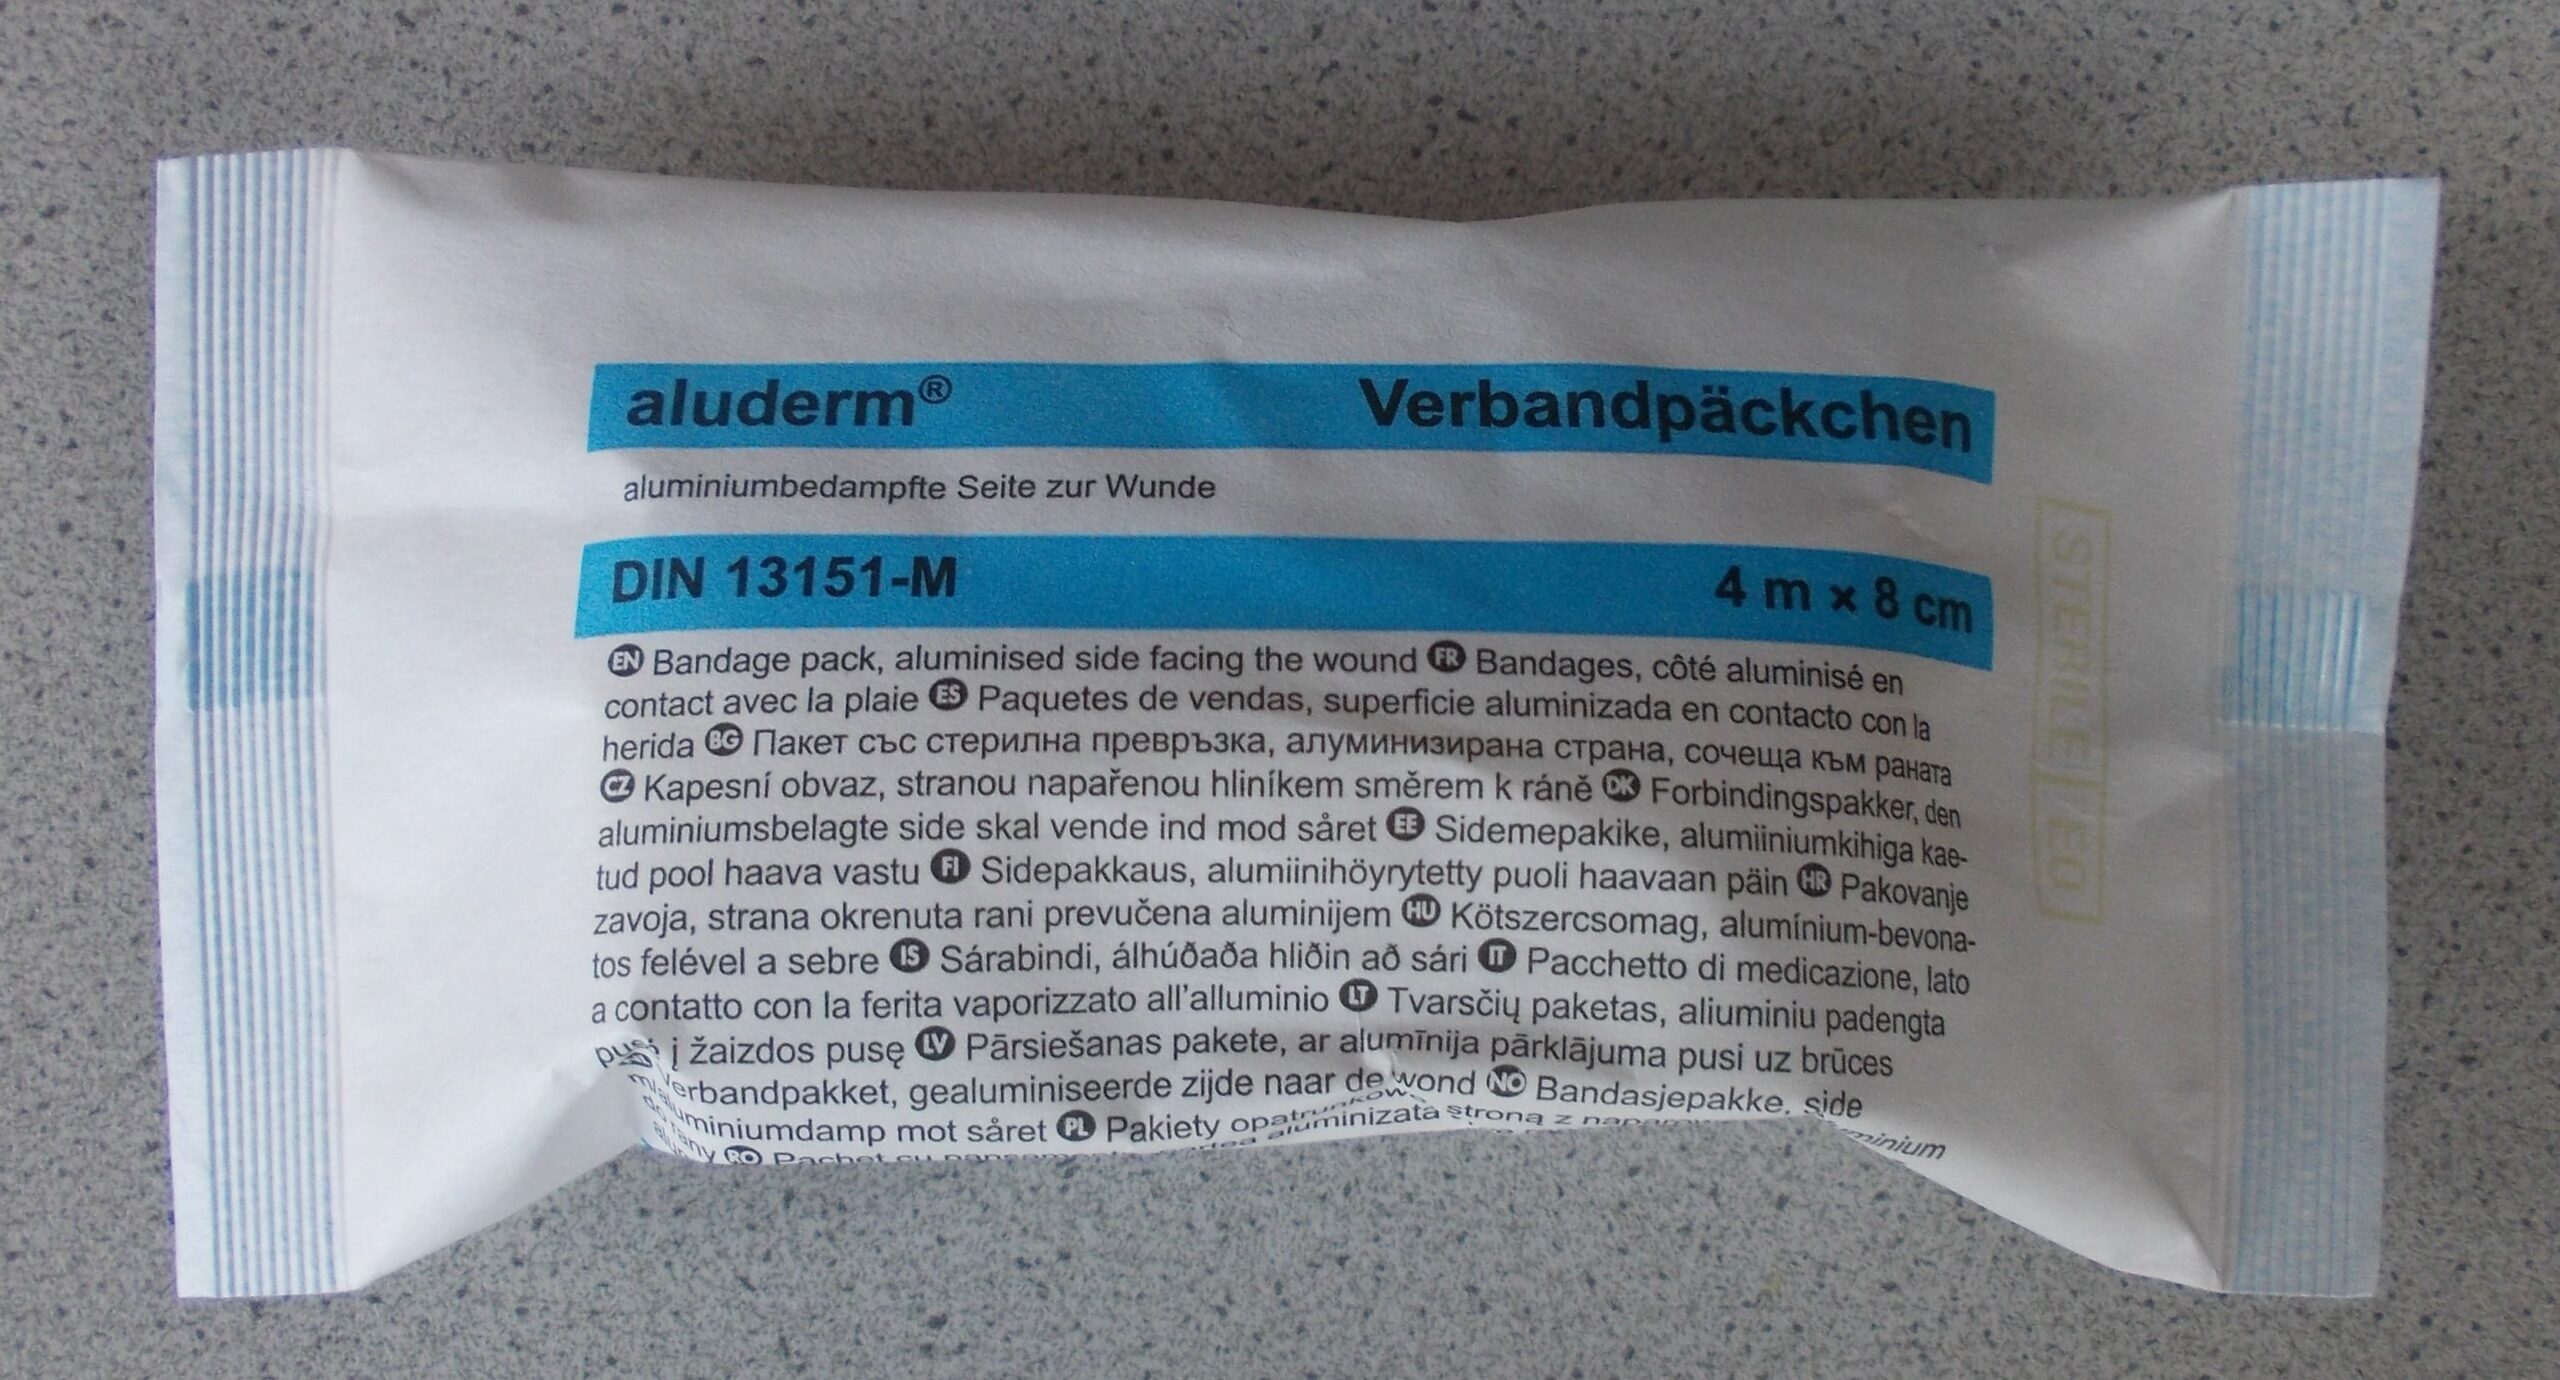 aluderm® Verbandpäckchen
aluminiumbedampfte Seite zur Wunde
DIN 13151-M 4 m x 8 cm
EN Bandage pack, aluminised side facing the wound FR Bandages, côté aluminisé en
contact avec la plaie ES Paquetes de vendas, superficie aluminizada en contacto con la
herida BG Пакет със стерилна превръзка, алуминизирана страна, сочеща към раната
CZ Kapesní obvaz, stranou napařenou hliníkem směrem k ráně DK Forbindingspakker, den
aluminiumsbelagte side skal vende ind mod såret EE Sidemepakike, alumiiniumkihiga kae-
tud pool haava vastu FI Sidepakkaus, alumiinihöyrytetty puoli haavaan päin HR Pakovanje
zavoja, strana okrenuta rani prevučena aluminijem HU Kötszercsomag, alumínium-bevona-
tos felével a sebre IS Sárabindi, álhúðaða hliðin að sári IT Pacchetto di medicazione, lato
a contatto con la ferita vaporizzato all'alluminio LT Tvarsčių paketas, aliuminiu padengta
į žaizdos pusę LV Pārsiešanas pakete, ar alumīnija pārklājuma pusi uz brūces
erbandpakket, gealuminiseerde zijde naar de wond NO Bandasjepakke, side
m/aluminiumdamp mot såret PL Pakiety
rany RO Pachet cu
STERILE EO